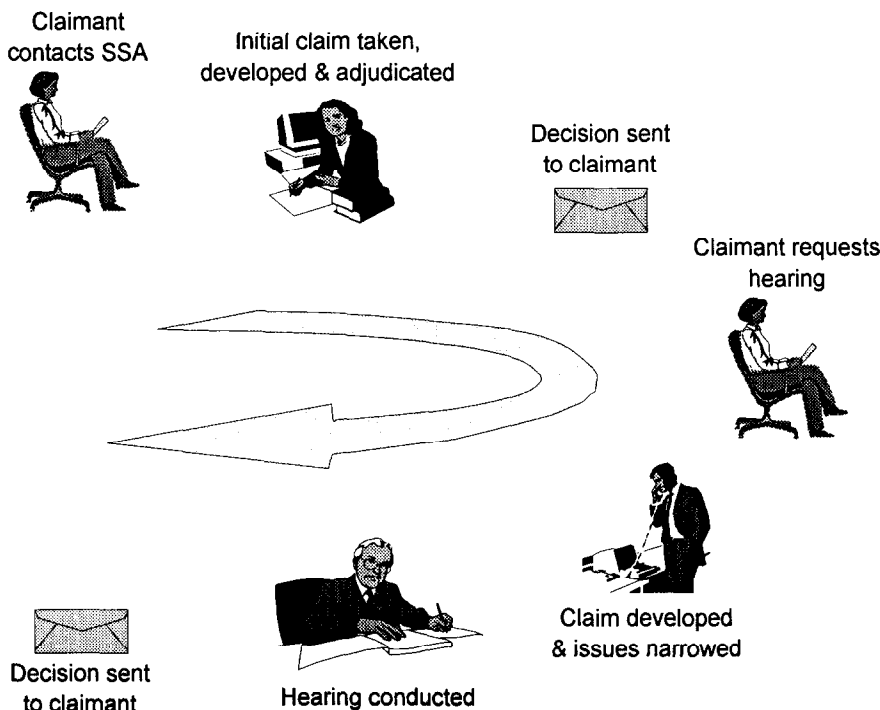 Claimant
contacts SSA
Initial claim taken,
developed & adjudicated
Decision sent
to claimant
Claimant requests
hearing
Claim developed
& issues narrowed
Hearing conducted
Decision sent
to claimant